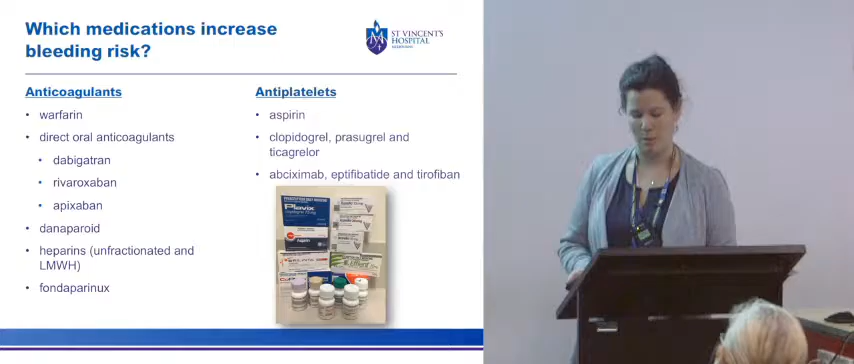 Which medications increase
bleeding risk?
ST VINCENT'S
HOSPITAL
Anticoagulants
• warfarin
• direct oral anticoagulants
• dabigatran
• rivaroxaban
• apixaban
• danaparoid
• heparins (unfractionated and
LMWH)
• fondaparinux
Antiplatelets
• aspirin
• clopidogrel, prasugrel and
ticagrelor
• abciximab, eptifibatide and tirofiban
Plavix